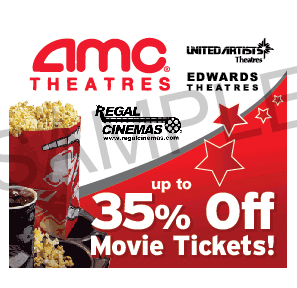 amc
THEATRES
UNITED ARTISTS
Theatres
EDWARDS
THEATRES
REGAL
CINEMAS
www.regalcinemas.com
SAMPLE
up to
35% Off
Movie Tickets!